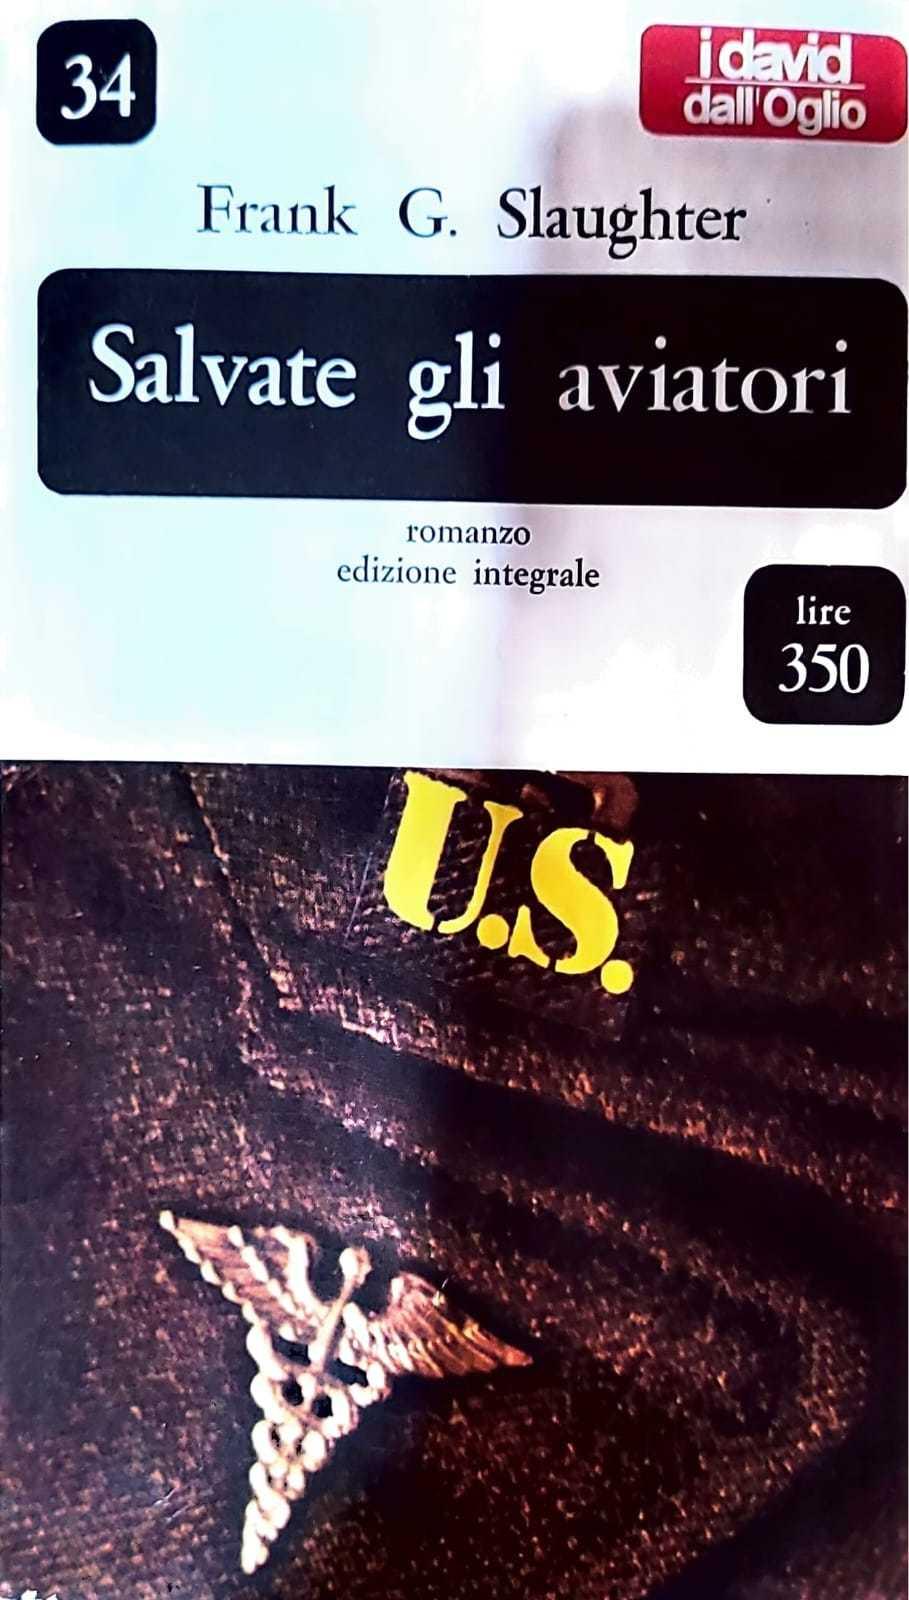 34
i david
dall'Oglio
Frank G. Slaughter
Salvate gli aviatori
romanzo
edizione integrale
lire
350
U.S.